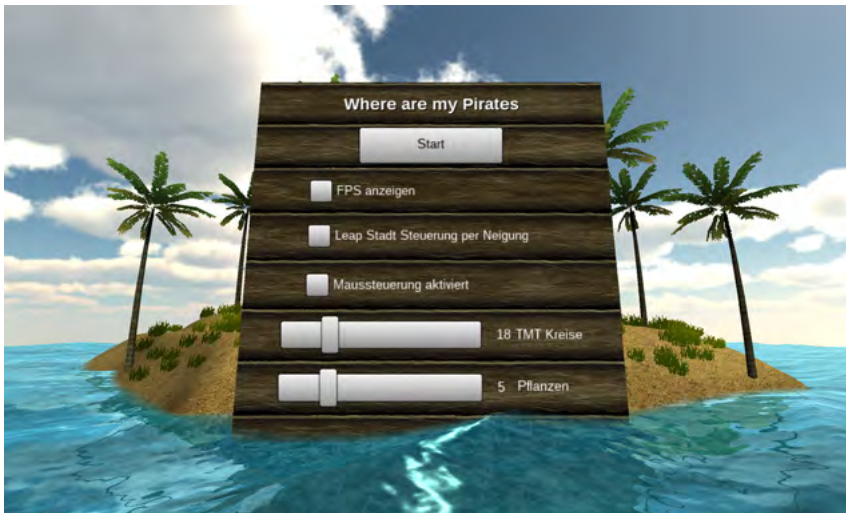 Where are my Pirates
Start
FPS anzeigen
Leap Stadt Steuerung per Neigung
Maussteuerung aktiviert
18 TMT Kreise
5 Pflanzen